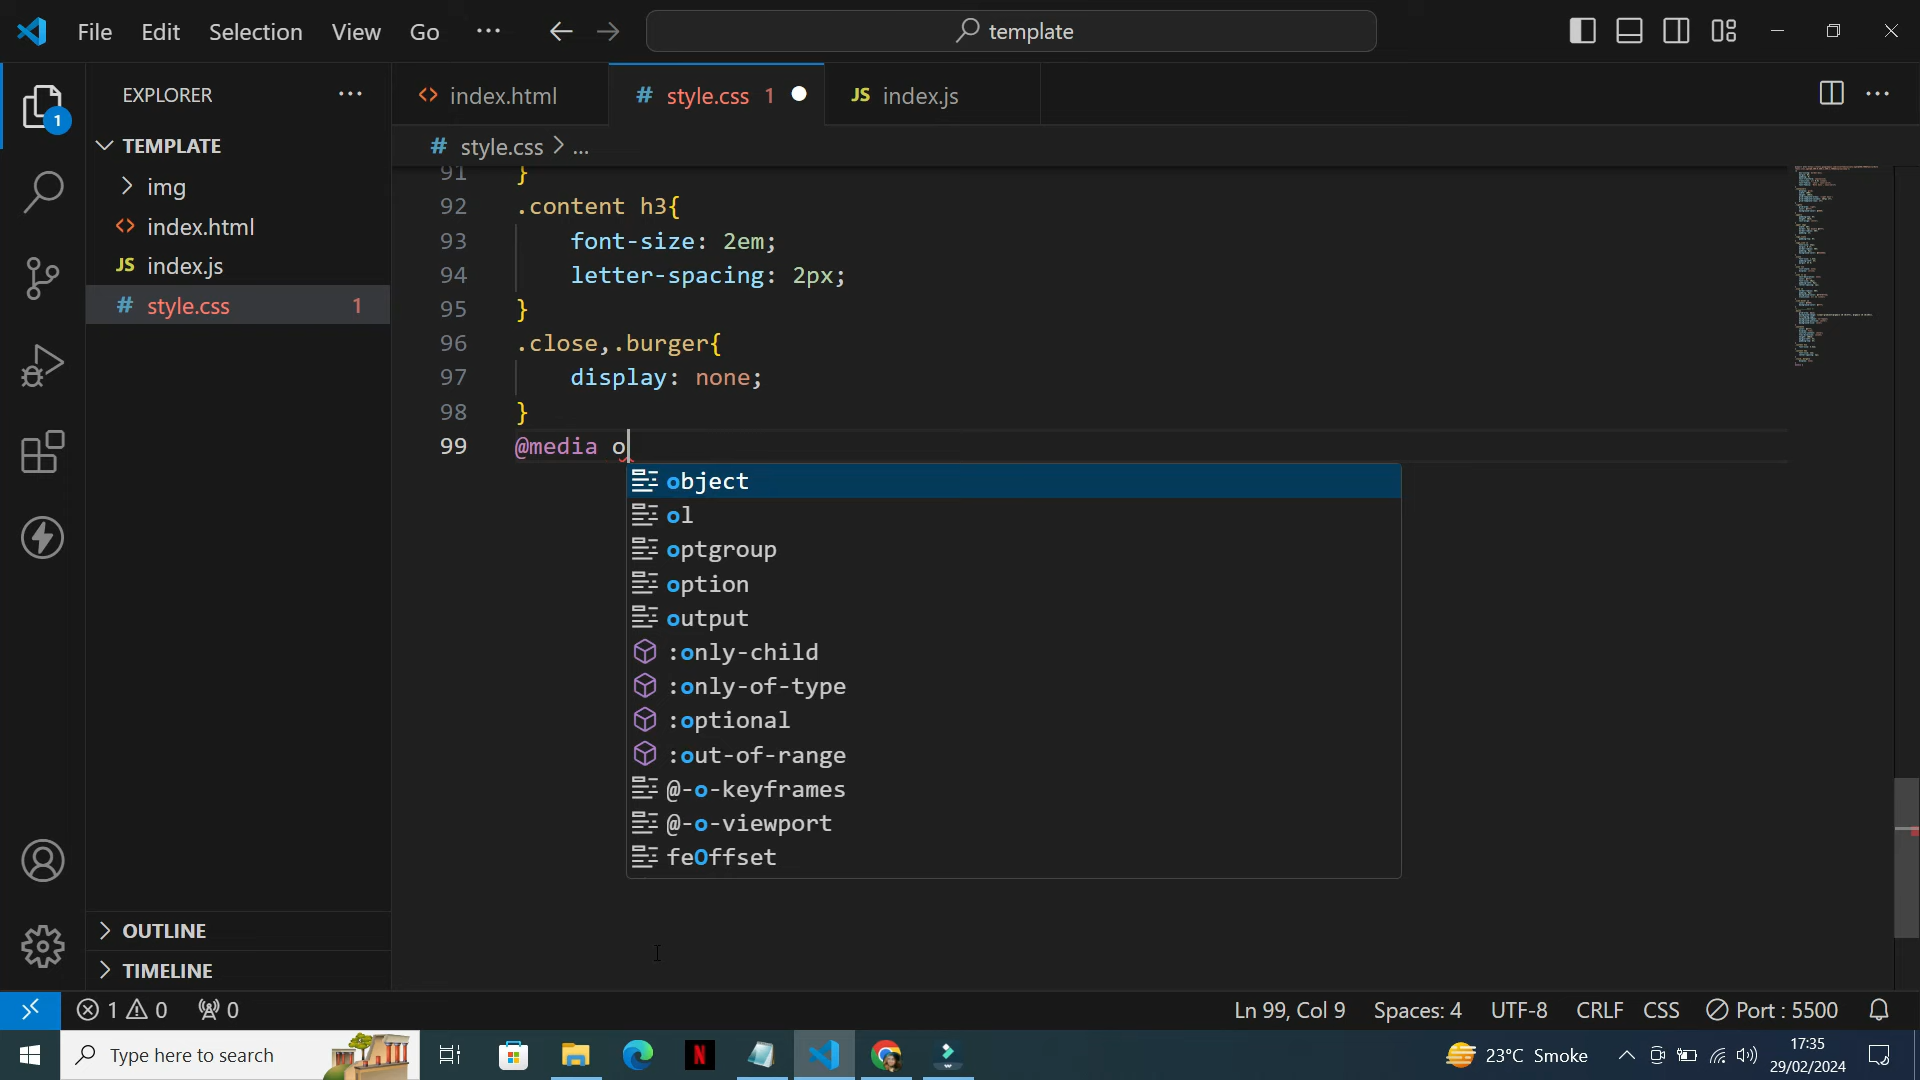 File Edit Selection View Go ··· template
EXPLORER ···
<> index.html # style.css 1 JS index.js ···
TEMPLATE
# style.css > ...
img
<> index.html
JS index.js
# style.css 1
91 }
92 .content h3{
93 font-size: 2em;
94 letter-spacing: 2px;
95 }
96 .close,.burger{
97 display: none;
98 }
99 @media o
object
ol
optgroup
option
output
:only-child
:only-of-type
:optional
:out-of-range
@-o-keyframes
@-o-viewport
feOffset
1
OUTLINE
TIMELINE
1 0 0 Ln 99, Col 9 Spaces: 4 UTF-8 CRLF CSS Port : 5500
Type here to search 23°C Smoke 17:35
29/02/2024